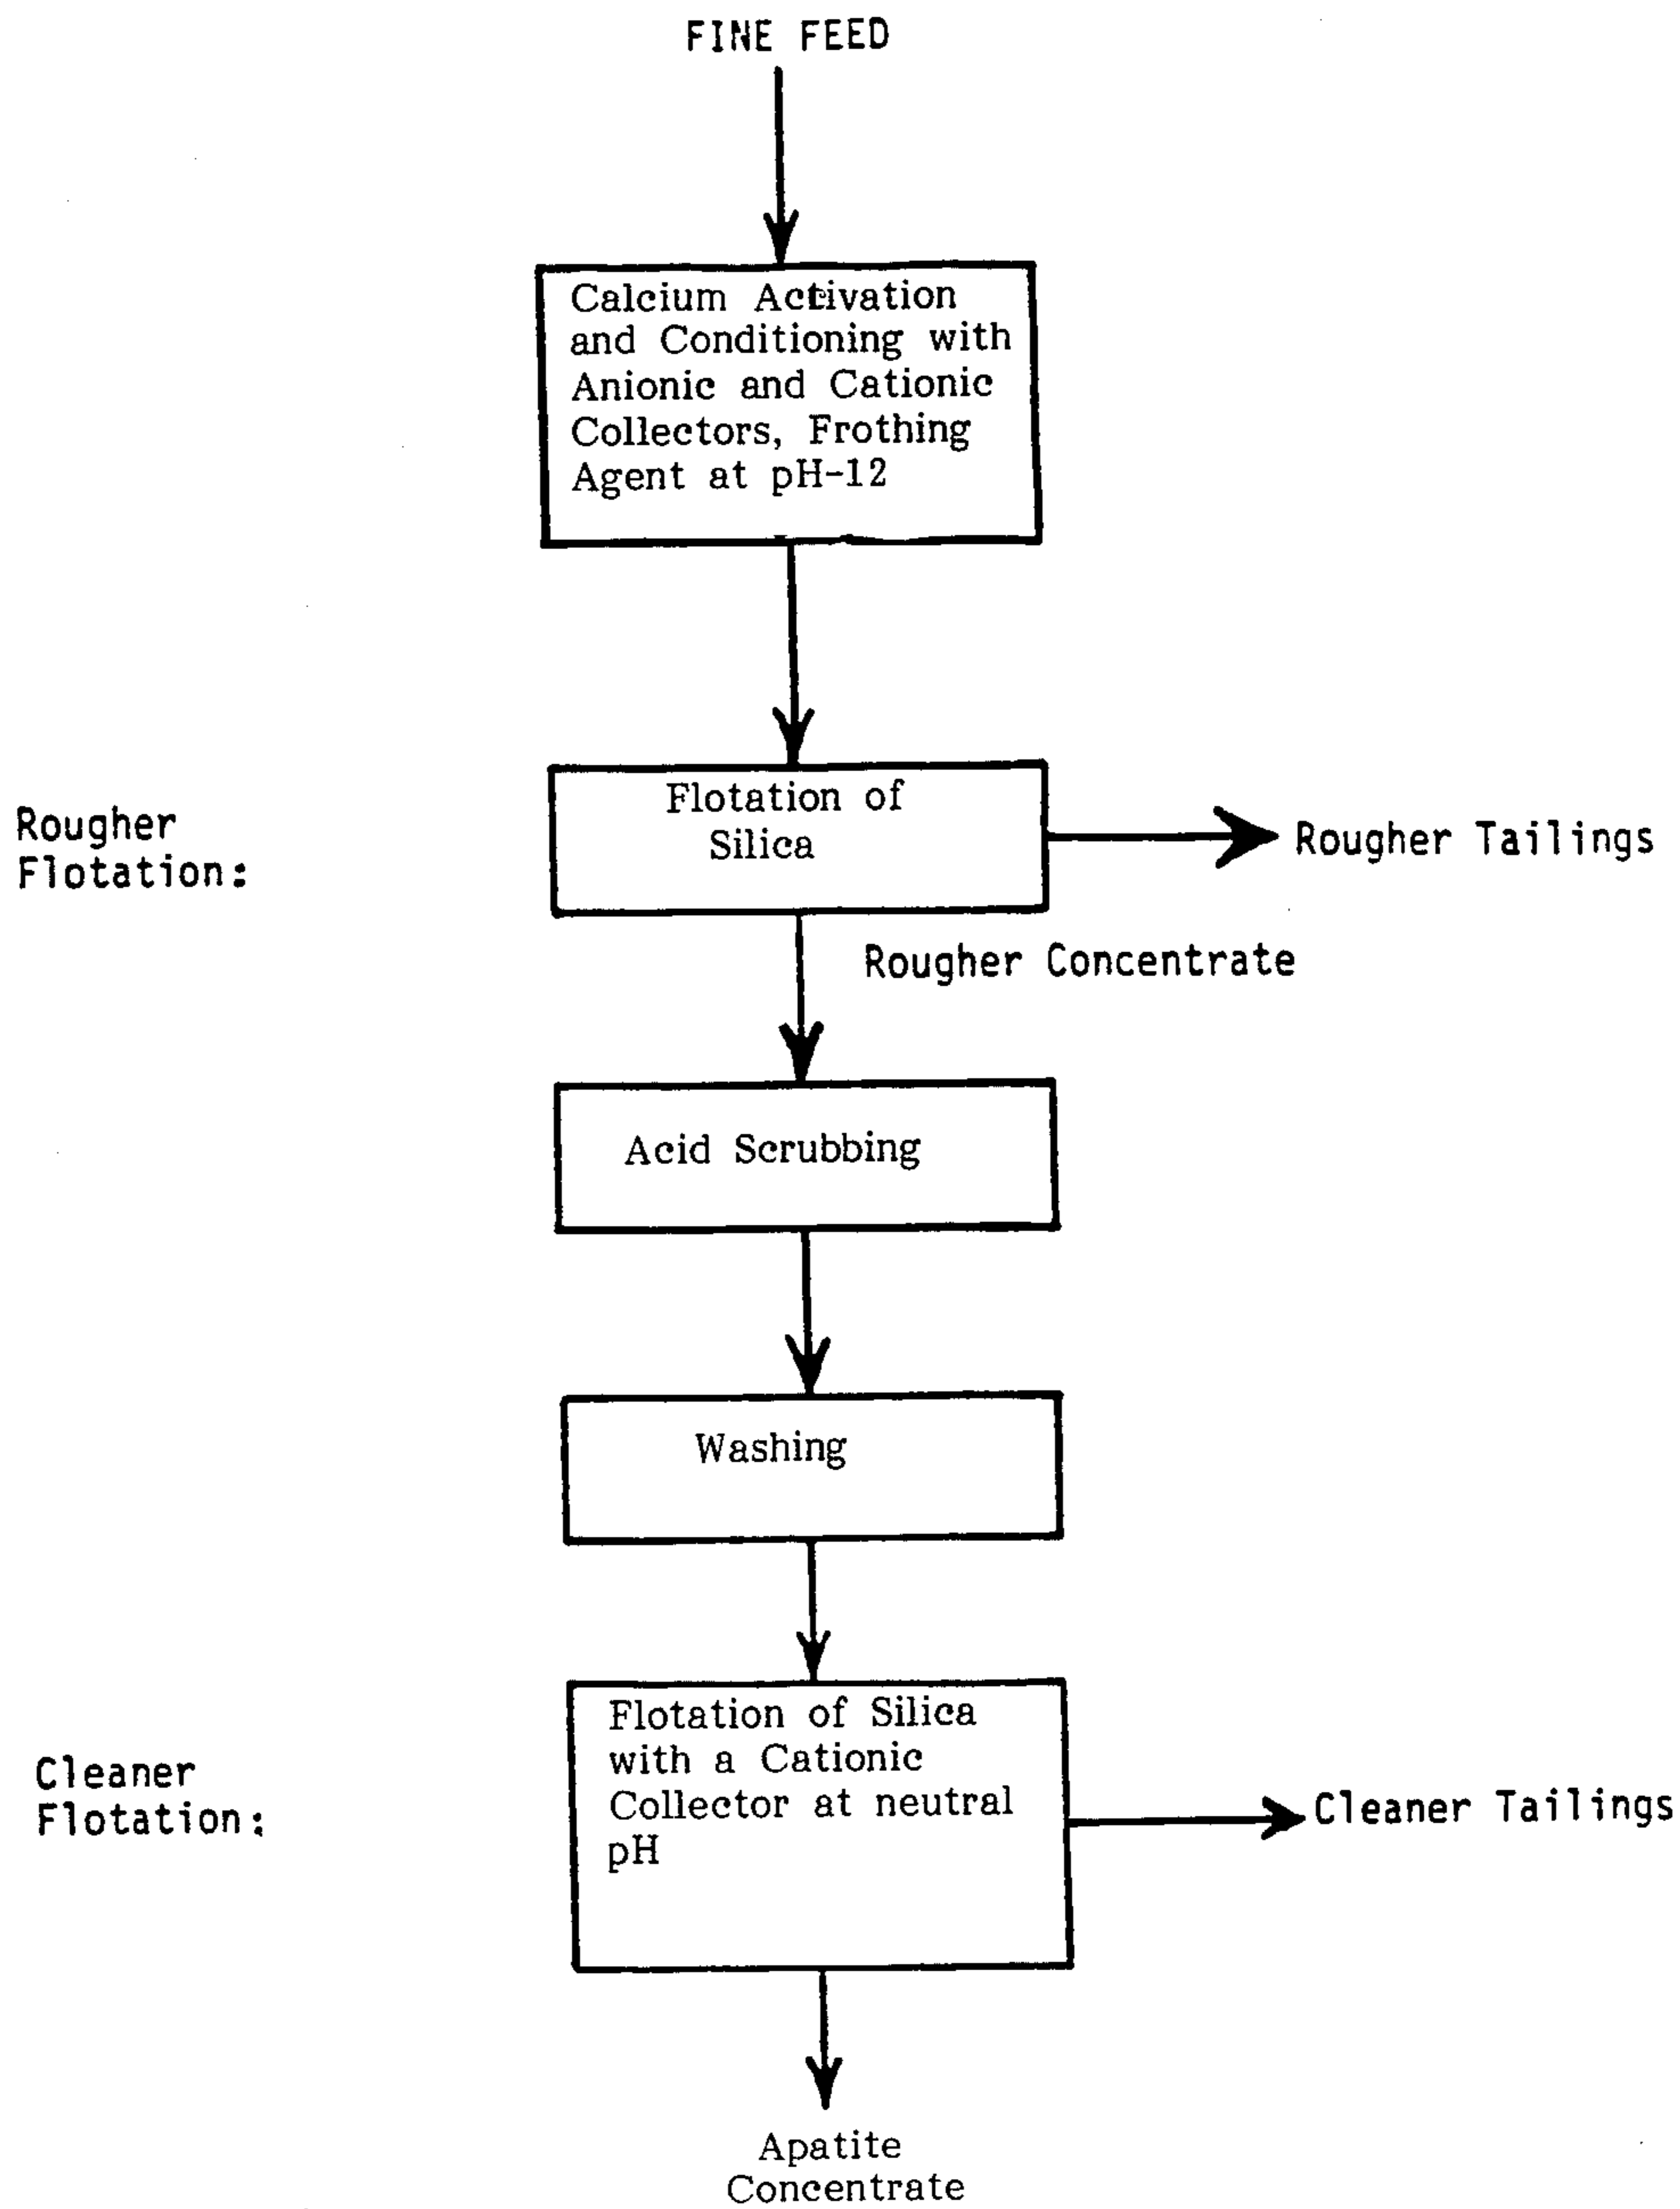 FINE FEED
Calcium Activation
and Conditioning with
Anionic and Cationic
Collectors, Frothing
Agent at pH-12
Rougher
Flotation:
Flotation of
Silica
Rougher Tailings
Rougher Concentrate
Acid Scrubbing
Washing
Cleaner
Flotation:
Flotation of Silica
with a Cationic
Collector at neutral
pH
Cleaner Tailings
Apatite
Concentrate